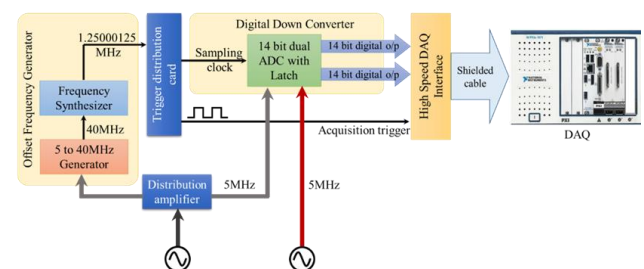 Offset Frequency Generator
1.25000125
MHz
Frequency
Synthesizer
40MHz
5 to 40MHz
Generator
Trigger distribution
card
Digital Down Converter
Sampling
clock
14 bit dual
ADC with
Latch
14 bit digital o/p
14 bit digital o/p
Acquisition trigger
High Speed DAQ
Interface
Shielded
cable
DAQ
Distribution
amplifier
5MHz
5MHz